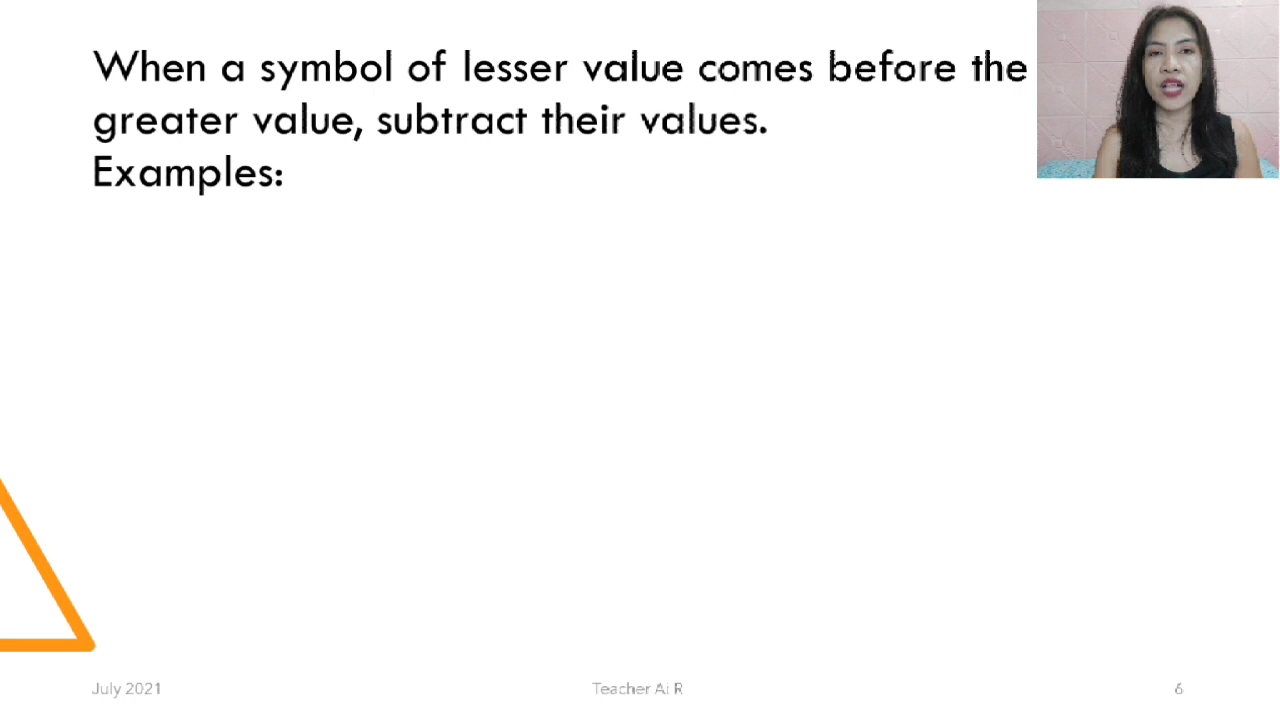 When a symbol of lesser value comes before the
greater value, subtract their values.
Examples:
July 2021
Teacher Ai R
6